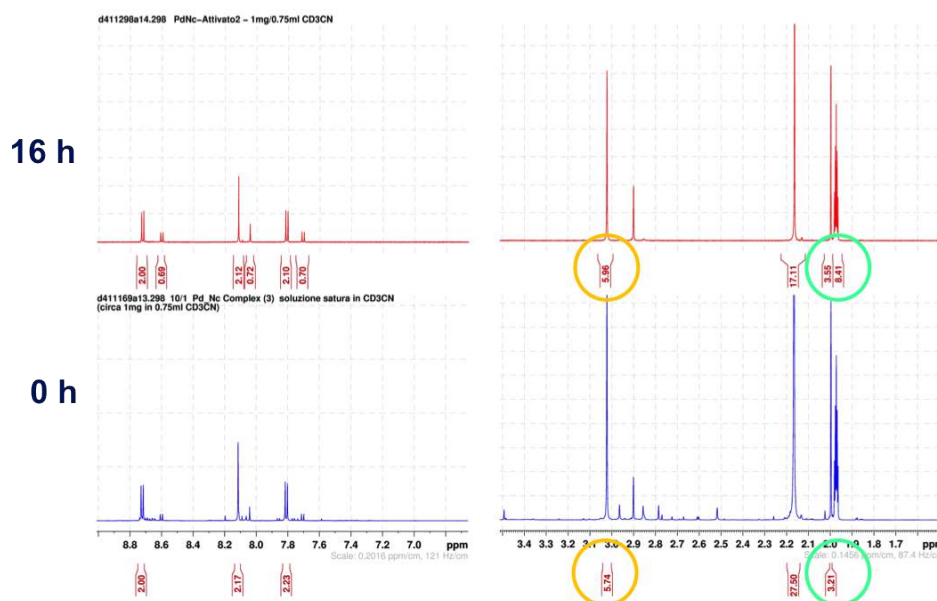 d411298a14.298 PdNc-Attivato2 - 1mg/0.75ml CD3CN
16 h
2.00 0.69 2.12 0.72 2.10 0.70
5.96 17.11 3.55 8.41
d411169a13.298 10/1 Pd_Nc Complex (3) soluzione satura in CD3CN
(circa 1mg in 0.75ml CD3CN)
0 h
8.8 8.6 8.4 8.2 8.0 7.8 7.6 7.4 7.2 7.0 ppm
Scale: 0.2016 ppm/cm, 121 Hz/cm
3.4 3.3 3.2 3.1 3.0 2.9 2.8 2.7 2.6 2.5 2.4 2.3 2.2 2.1 2.0 1.9 1.8 1.7 ppm
Scale: 0.1456 ppm/cm, 87.4 Hz/c
2.00 2.17 2.23
5.74 27.50 3.21